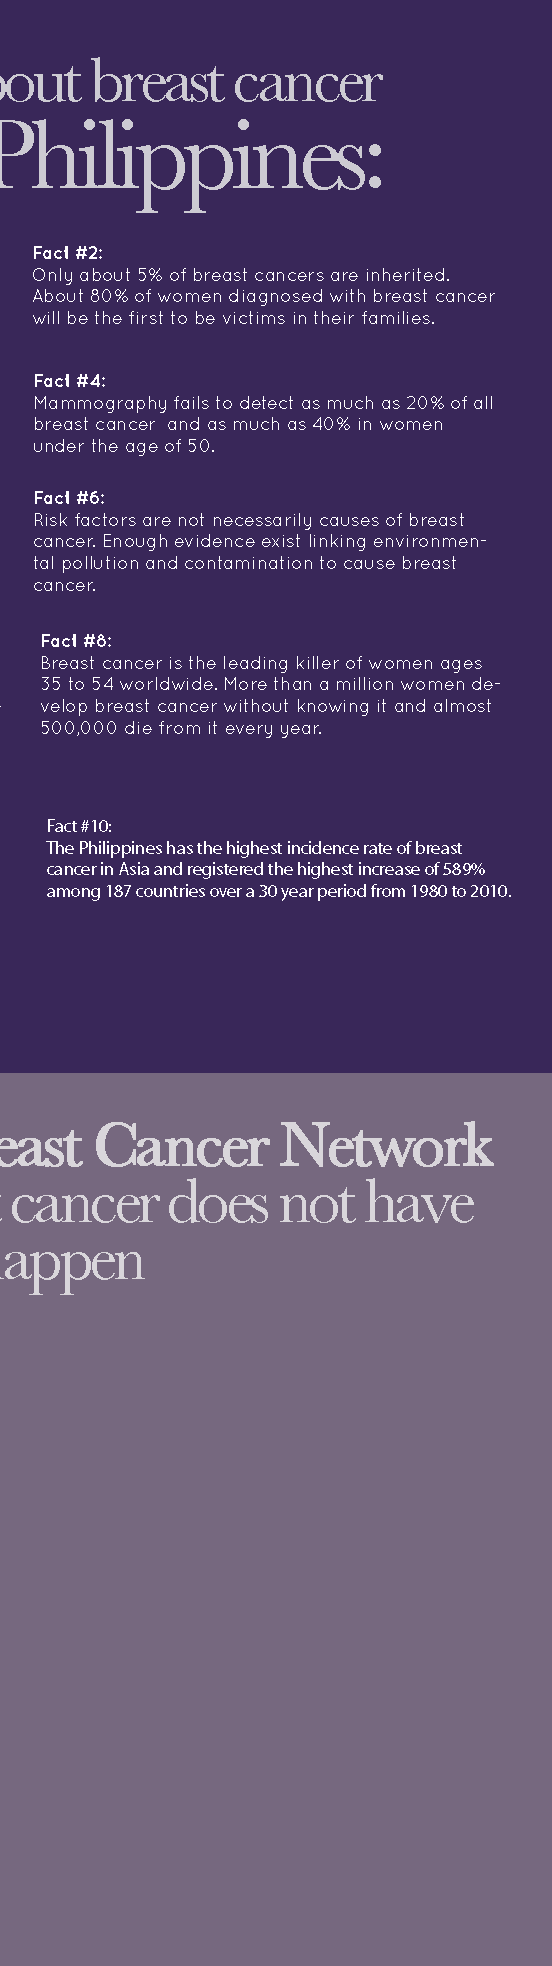 out breast cancer
Philippines:
Fact #2:
Only about 5% of breast cancers are inherited.
About 80% of women diagnosed with breast cancer
will be the first to be victims in their families.
Fact #4:
Mammography fails to detect as much as 20% of all
breast cancer  and as much as 40% in women
under the age of 50.
Fact #6:
Risk factors are not necessarily causes of breast
cancer. Enough evidence exist linking environmen-
tal pollution and contamination to cause breast
cancer.
Fact #8:
Breast cancer is the leading killer of women ages
35 to 54 worldwide. More than a million women de-
velop breast cancer without knowing it and almost
500,000 die from it every year.
Fact #10:
The Philippines has the highest incidence rate of breast
cancer in Asia and registered the highest increase of 589%
among 187 countries over a 30 year period from 1980 to 2010.
east Cancer Network
cancer does not have
appen